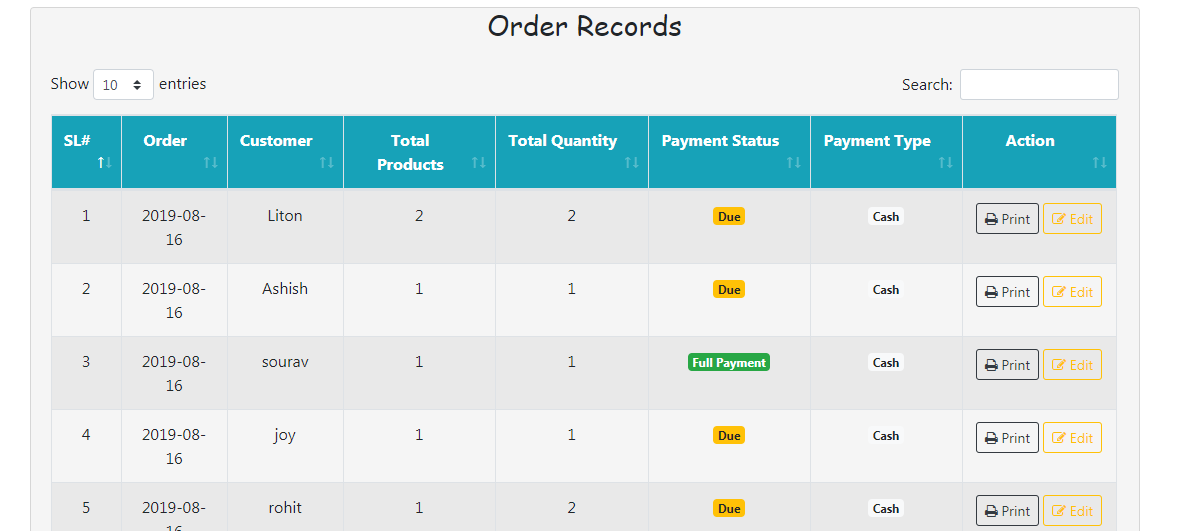 Order Records
Show 10 entries Search:
SL# Order Customer Total Products Total Quantity Payment Status Payment Type Action
1 2019-08-16 Liton 2 2 Due Cash Print Edit
2 2019-08-16 Ashish 1 1 Due Cash Print Edit
3 2019-08-16 sourav 1 1 Full Payment Cash Print Edit
4 2019-08-16 joy 1 1 Due Cash Print Edit
5 2019-08-16 rohit 1 2 Due Cash Print Edit